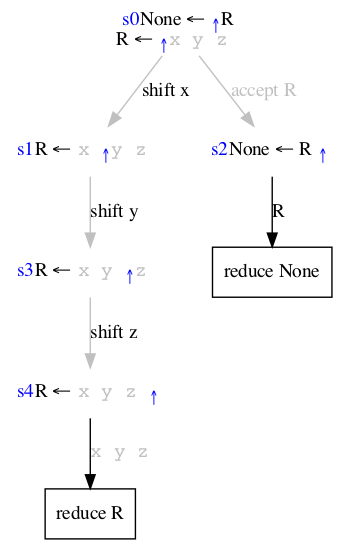 s0None ← ↑R
R ← ↑x y z
shift x
accept R
s1R ← x ↑y z
s2None ← R ↑
shift y
R
s3R ← x y ↑z
reduce None
shift z
s4R ← x y z ↑
x y z
reduce R